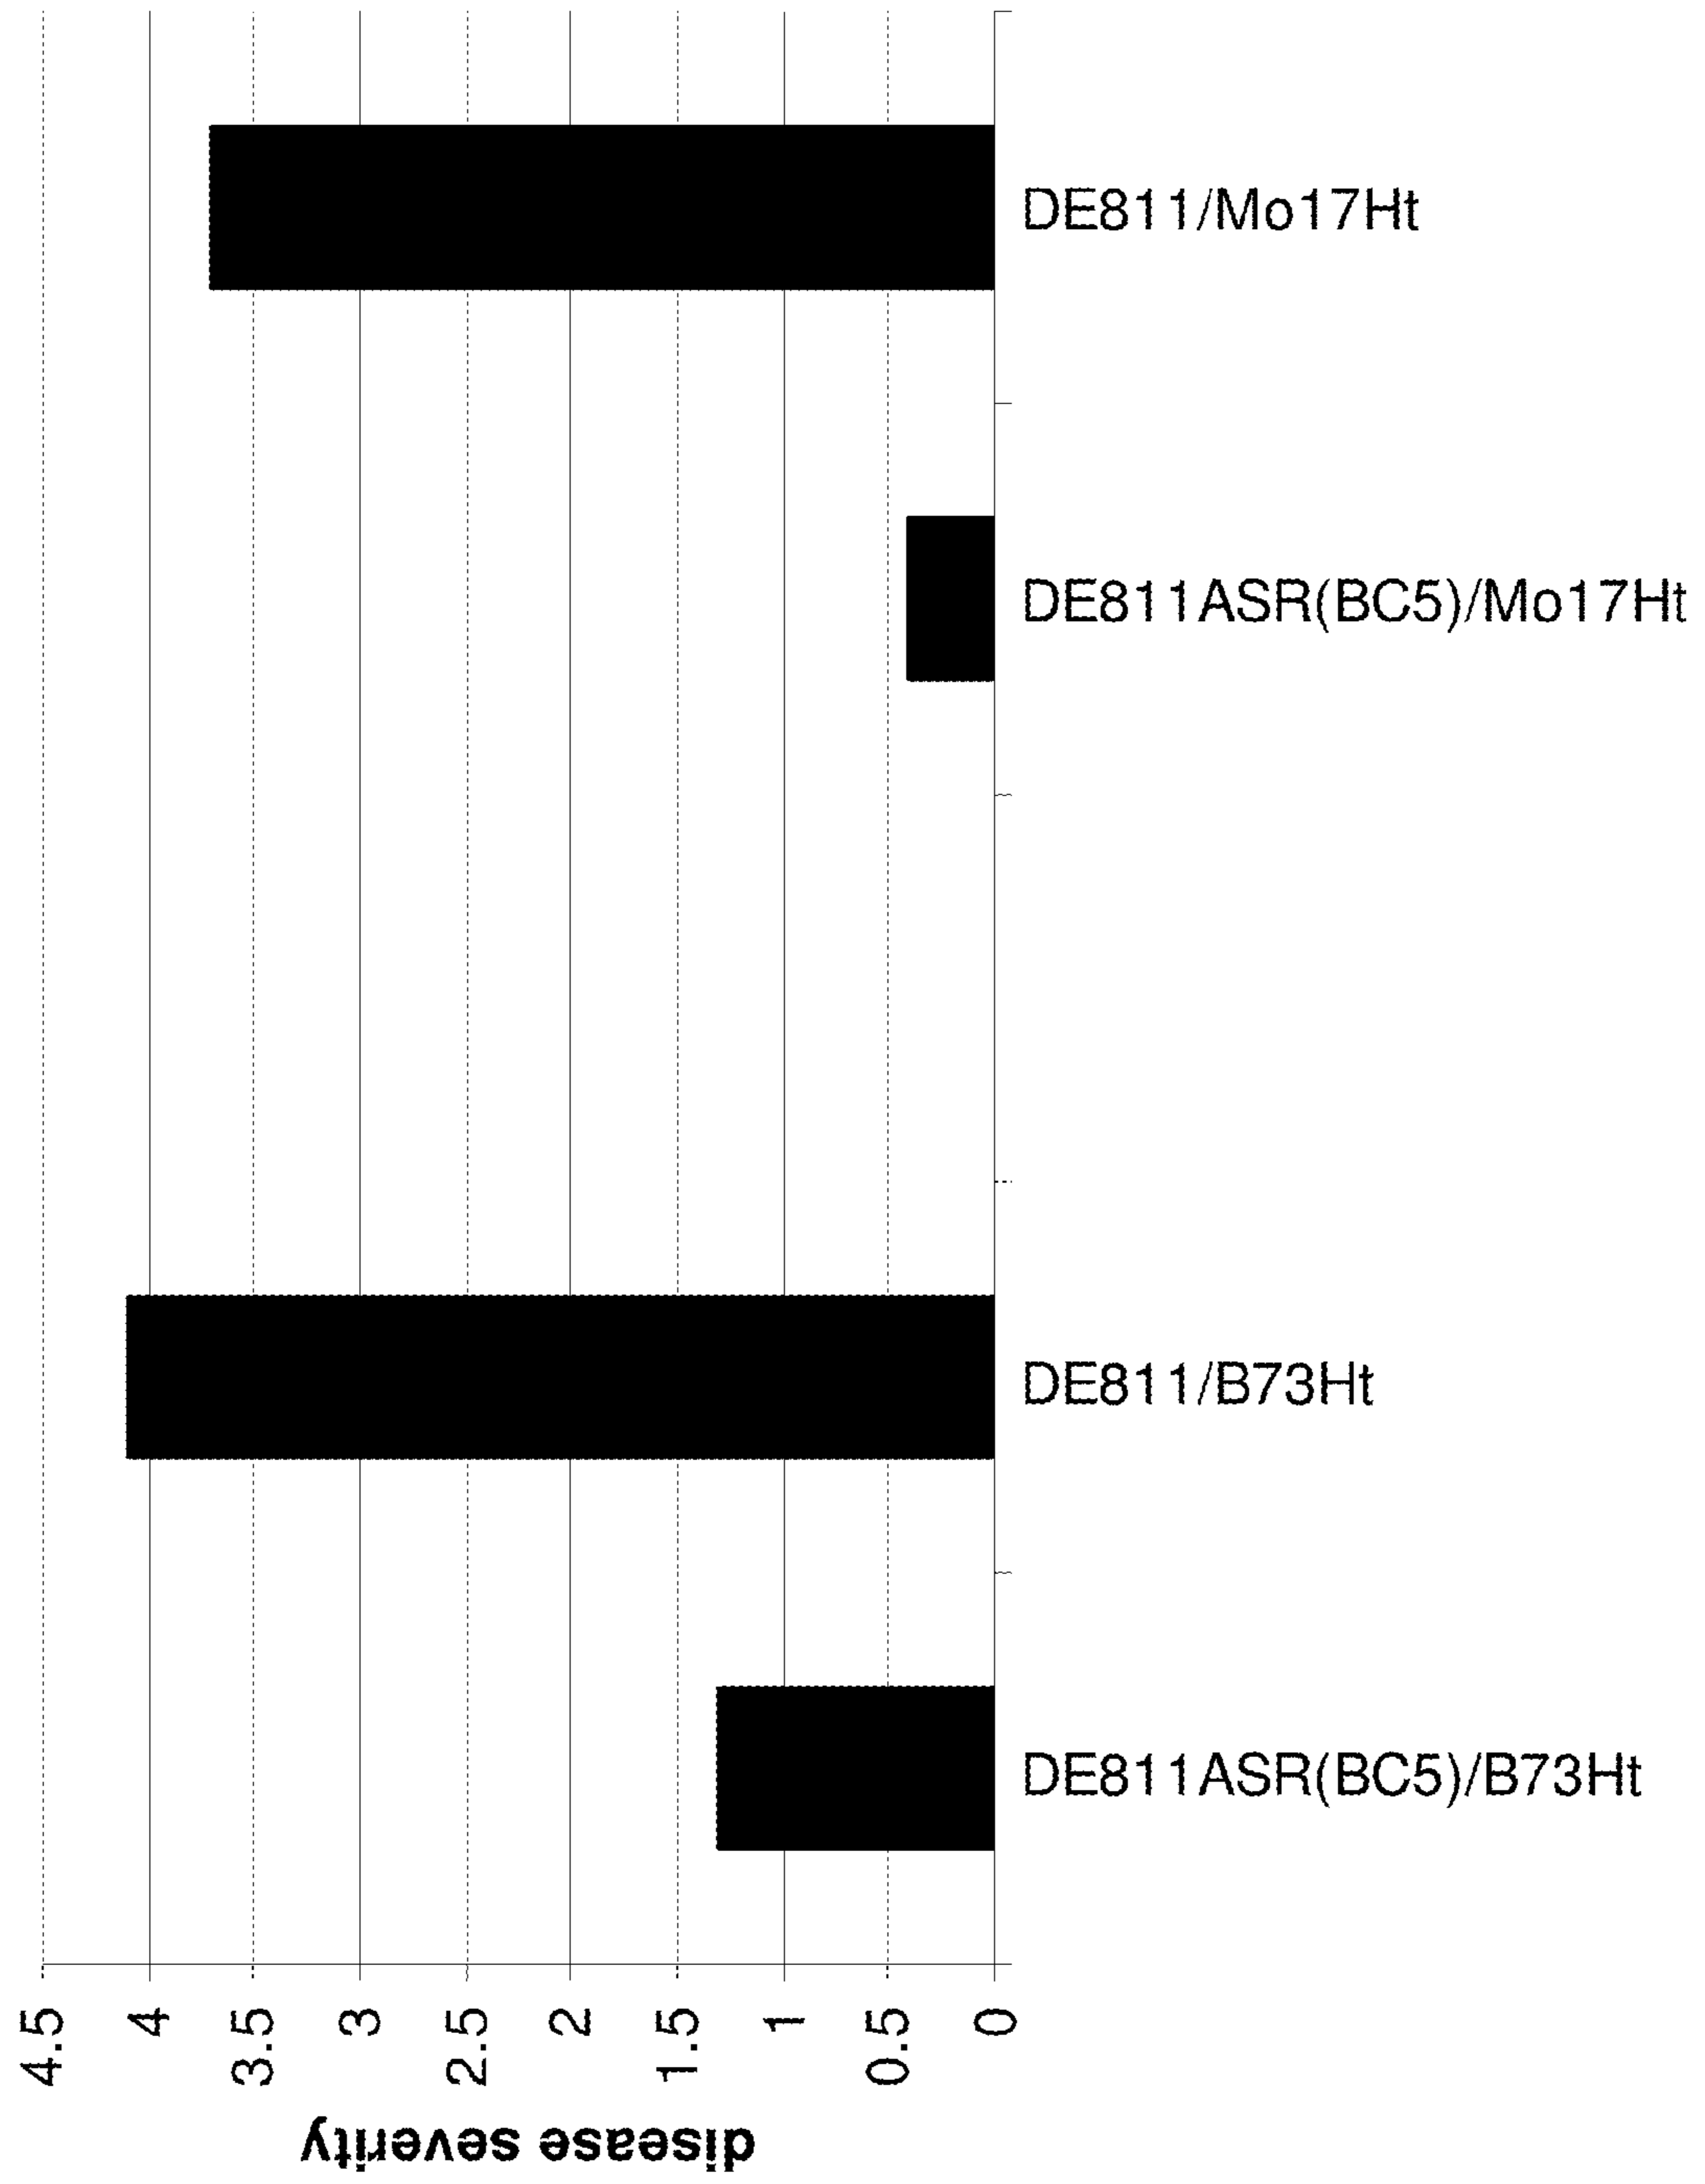 disease severity
4.5
4
3.5
3
2.5
2
1.5
1
0.5
0
DE811ASR(BC5)/B73Ht
DE811/B73Ht
DE811ASR(BC5)/Mo17Ht
DE811/Mo17Ht